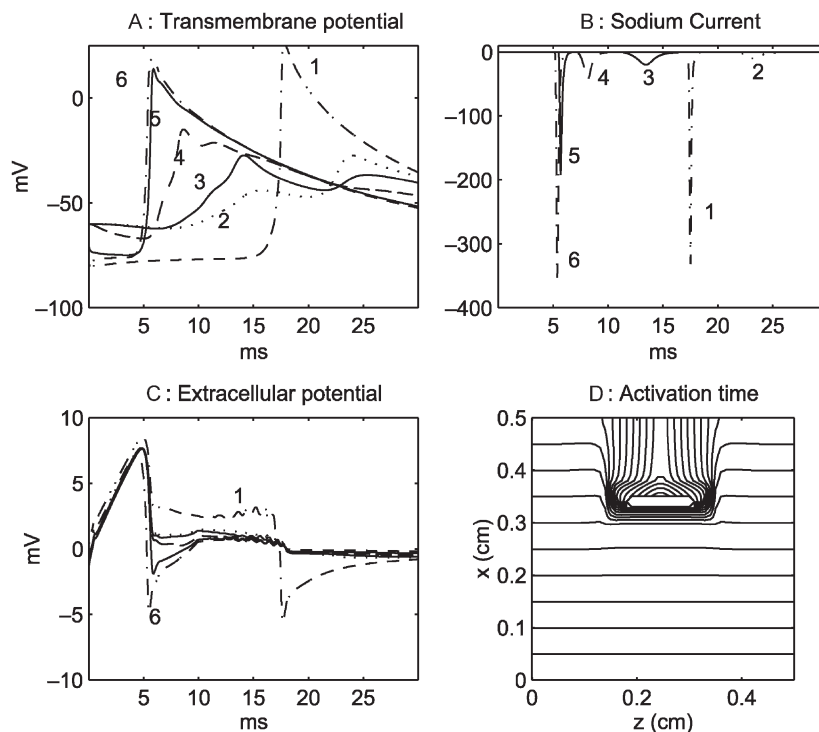 A : Transmembrane potential
0
−50
−100
mV
5 10 15 20 25
ms
6
5
4
3
2
1
B : Sodium Current
0
−100
−200
−300
−400
5 10 15 20 25
ms
4
3
2
5
1
6
C : Extracellular potential
10
5
0
−5
−10
mV
5 10 15 20 25
ms
1
6
D : Activation time
0.5
0.4
0.3
0.2
0.1
0
x (cm)
0 0.2 0.4
z (cm)